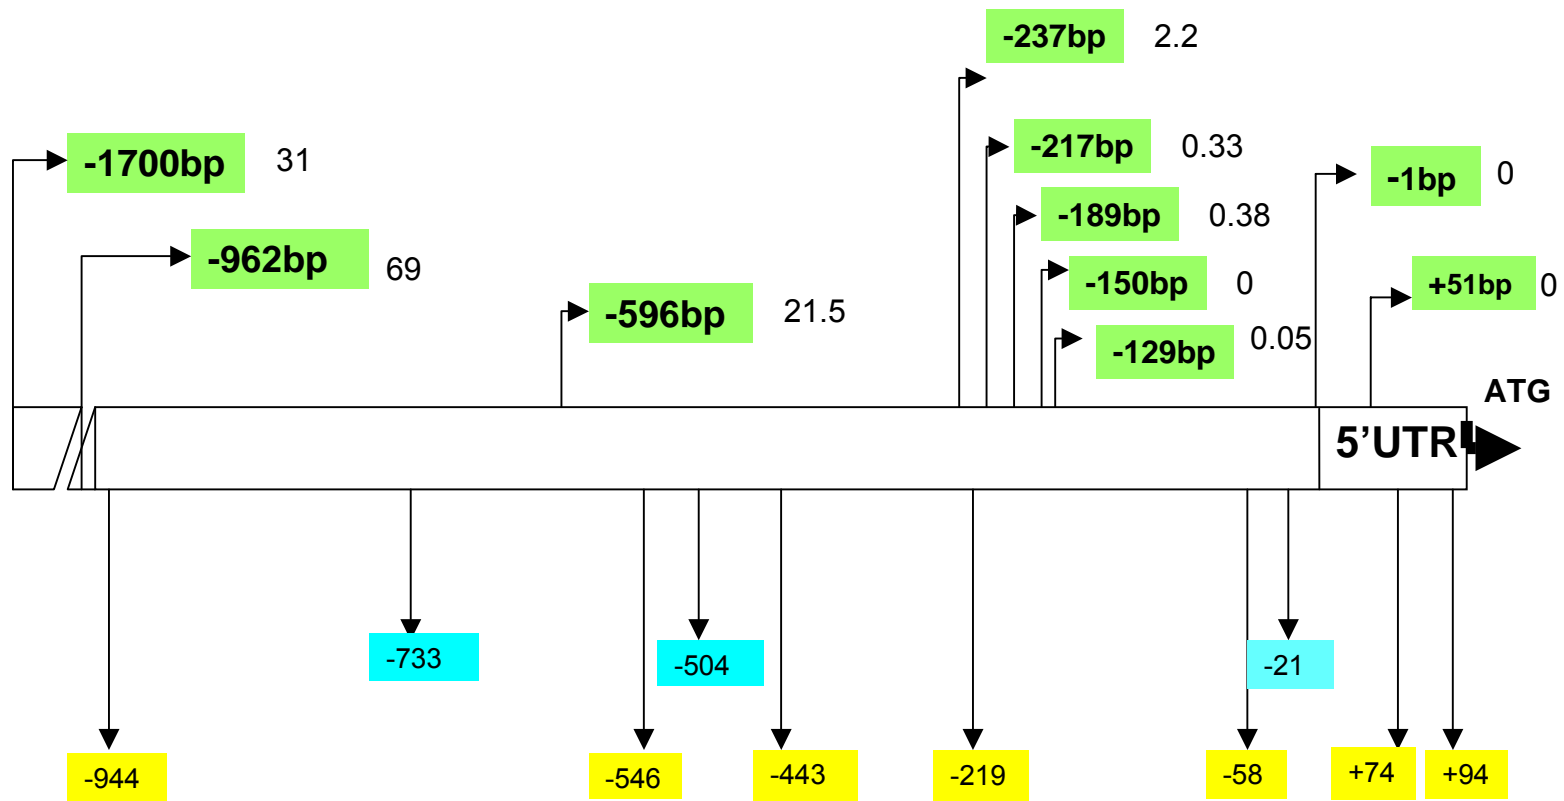 -237bp 2.2
-1700bp 31
-217bp 0.33
-1bp 0
-189bp 0.38
-962bp 69
-150bp 0
+51bp 0
-596bp 21.5
-129bp 0.05
ATG
5’UTR
-733
-504
-21
-944
-546
-443
-219
-58
+74
+94